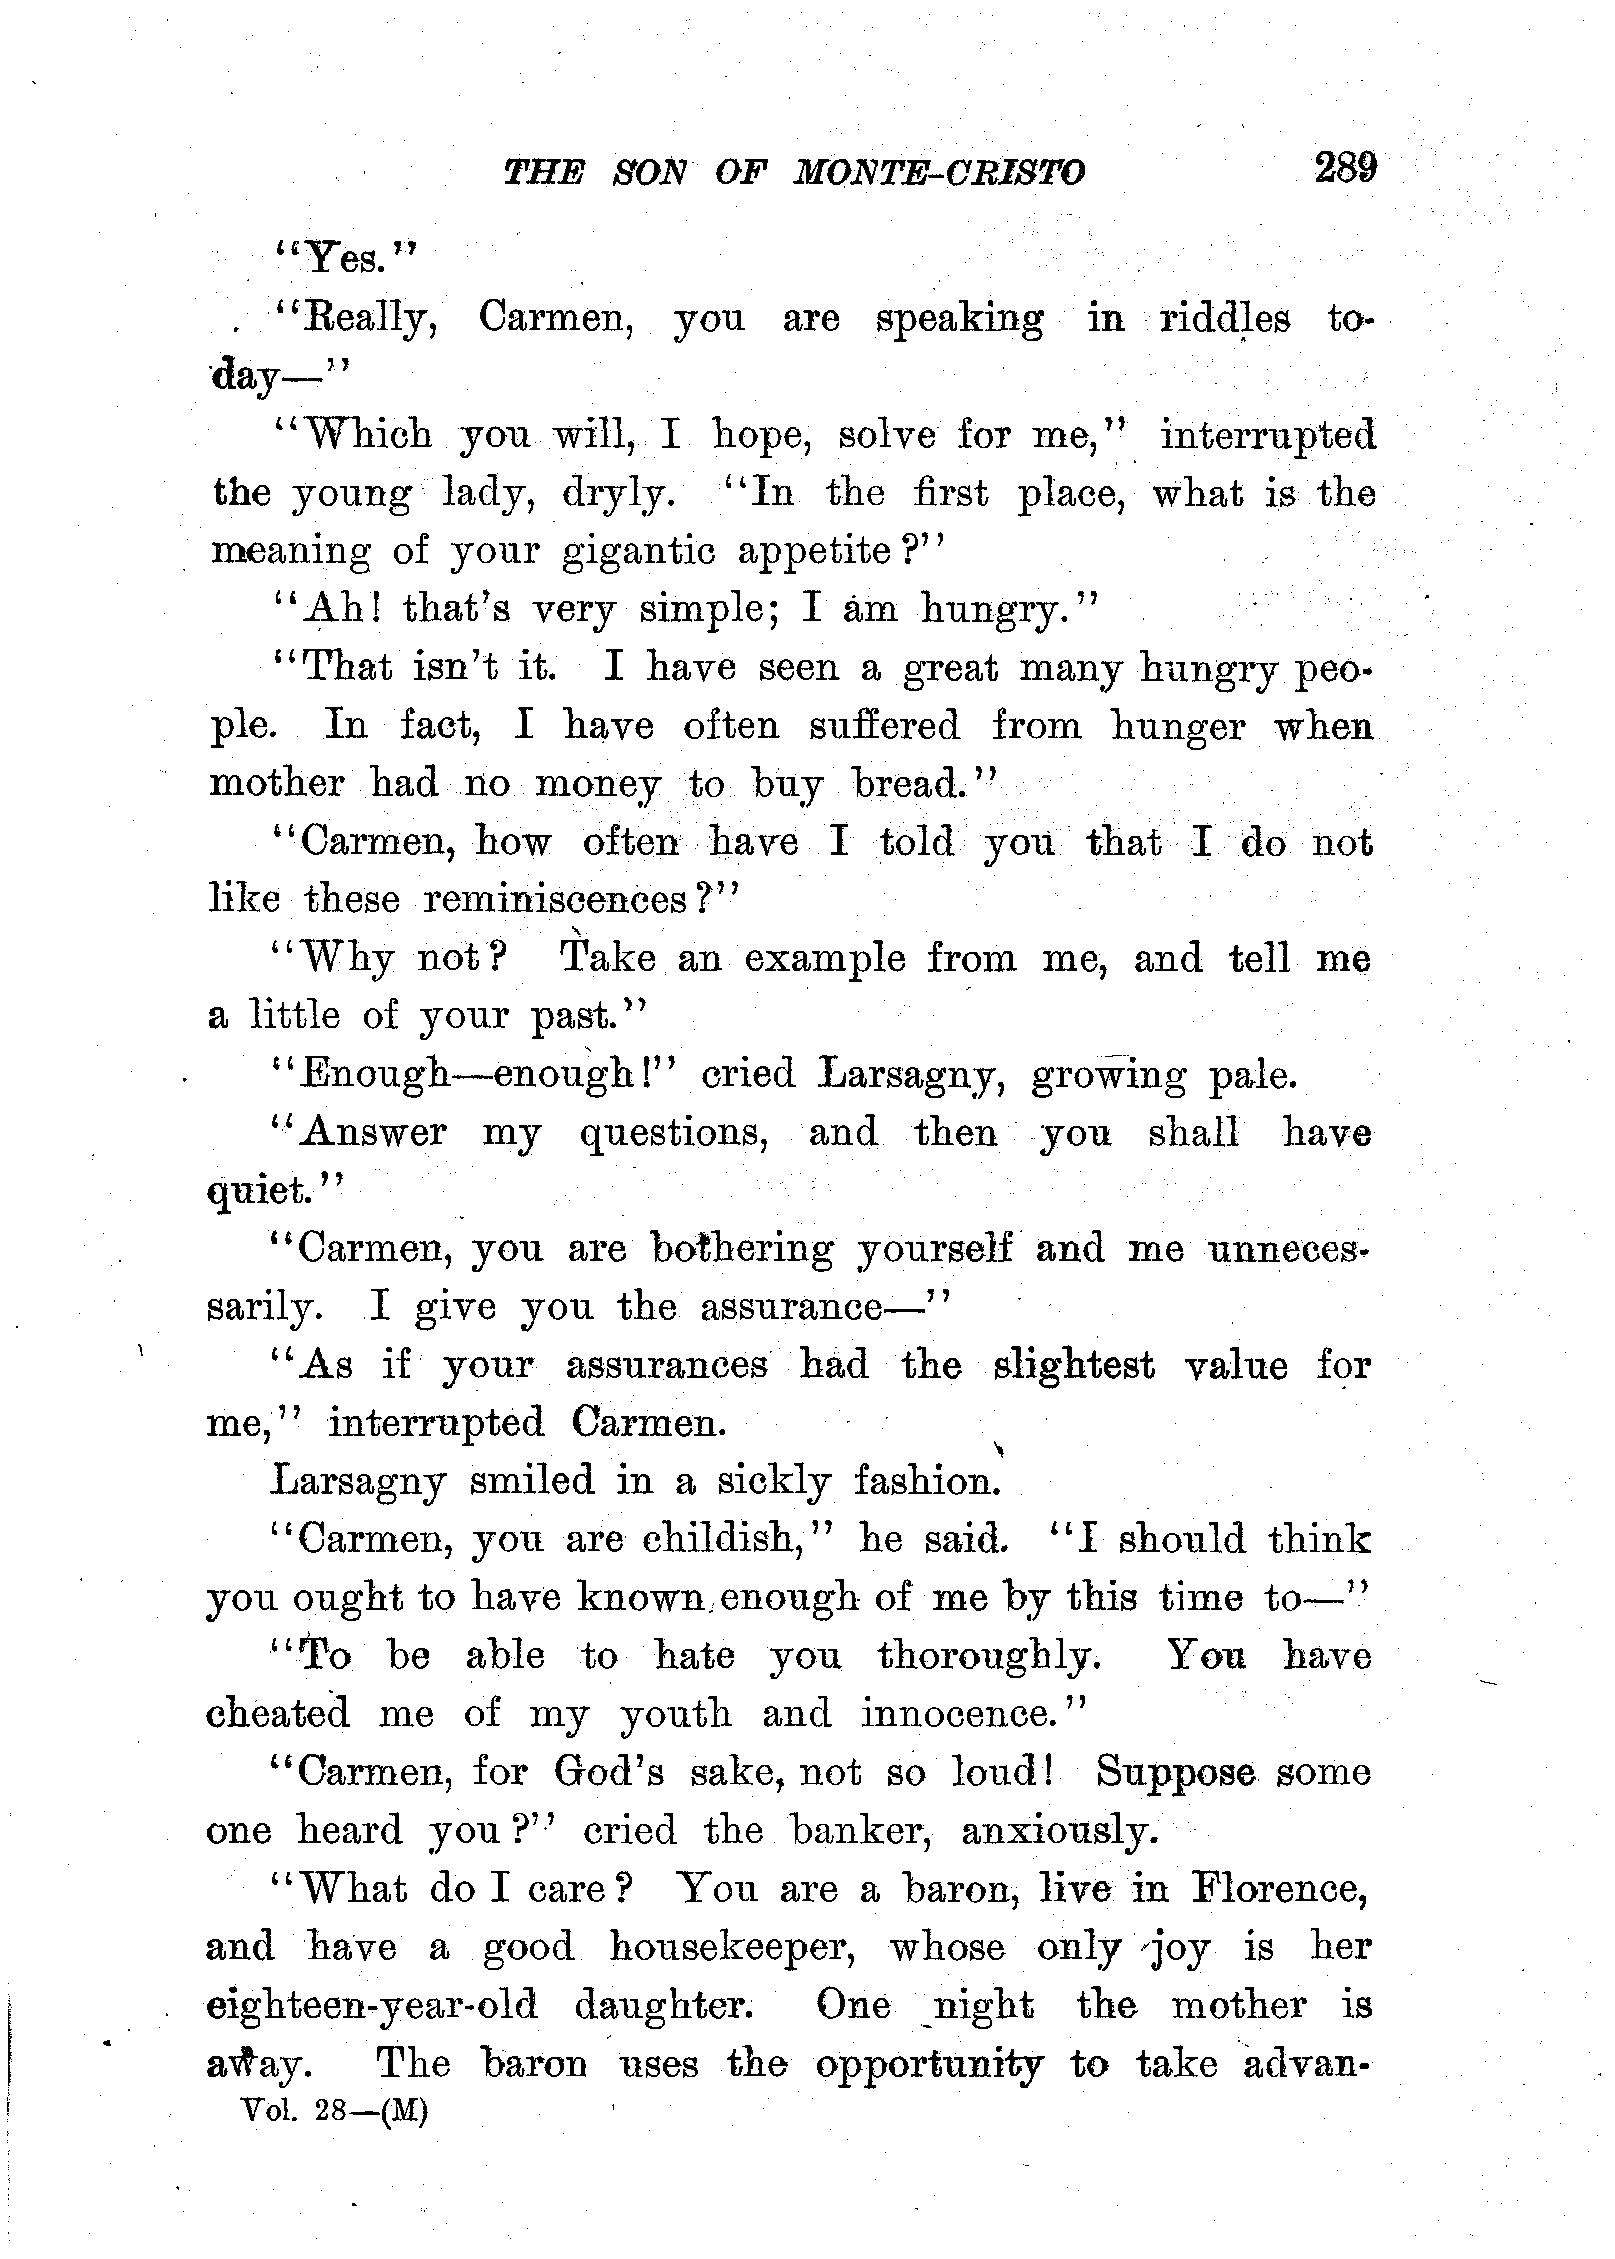 THE SON OF MONTE-CRISTO 289
"Yes."
"Really, Carmen, you are speaking in riddles to-
day—"
"Which you will, I hope, solve for me," interrupted
the young lady, dryly. "In the first place, what is the
meaning of your gigantic appetite?"
"Ah! that's very simple; I am hungry."
"That isn't it. I have seen a great many hungry peo-
ple. In fact, I have often suffered from hunger when
mother had no money to buy bread."
"Carmen, how often have I told you that I do not
like these reminiscences?"
"Why not? Take an example from me, and tell me
a little of your past."
"Enough—enough!" cried Larsagny, growing pale.
"Answer my questions, and then you shall have
quiet."
"Carmen, you are bothering yourself and me unneces-
sarily. I give you the assurance—"
"As if your assurances had the slightest value for
me," interrupted Carmen.
Larsagny smiled in a sickly fashion.
"Carmen, you are childish," he said. "I should think
you ought to have known enough of me by this time to—"
"To be able to hate you thoroughly. You have
cheated me of my youth and innocence."
"Carmen, for God's sake, not so loud! Suppose some
one heard you?" cried the banker, anxiously.
"What do I care? You are a baron, live in Florence,
and have a good housekeeper, whose only joy is her
eighteen-year-old daughter. One night the mother is
away. The baron uses the opportunity to take advan-
Vol. 28—(M)